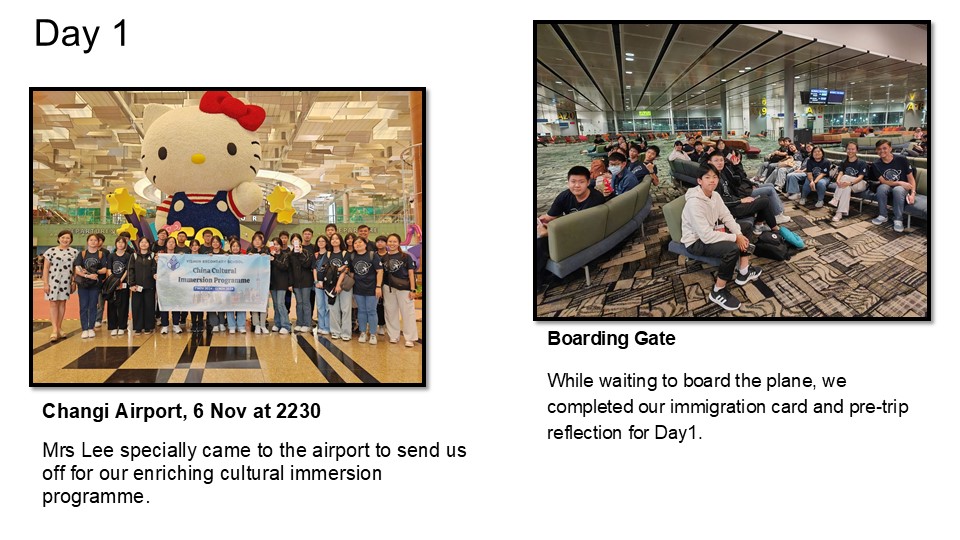 Day 1
China Cultural
Immersion Programme
Changi Airport, 6 Nov at 2230
Mrs Lee specially came to the airport to send us
off for our enriching cultural immersion
programme.
Boarding Gate
While waiting to board the plane, we
completed our immigration card and pre-trip
reflection for Day1.